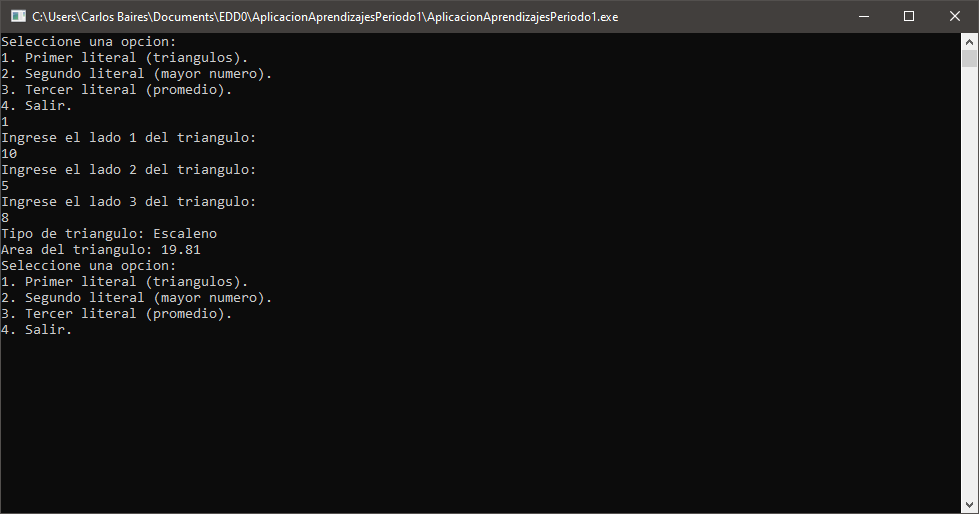 C:\Users\Carlos Baires\Documents\EDD0\AplicacionAprendizajesPeriodo1\AplicacionAprendizajesPeriodo1.exe
Seleccione una opcion:
1. Primer literal (triangulos).
2. Segundo literal (mayor numero).
3. Tercer literal (promedio).
4. Salir.
1
Ingrese el lado 1 del triangulo:
10
Ingrese el lado 2 del triangulo:
5
Ingrese el lado 3 del triangulo:
8
Tipo de triangulo: Escaleno
Area del triangulo: 19.81
Seleccione una opcion:
1. Primer literal (triangulos).
2. Segundo literal (mayor numero).
3. Tercer literal (promedio).
4. Salir.